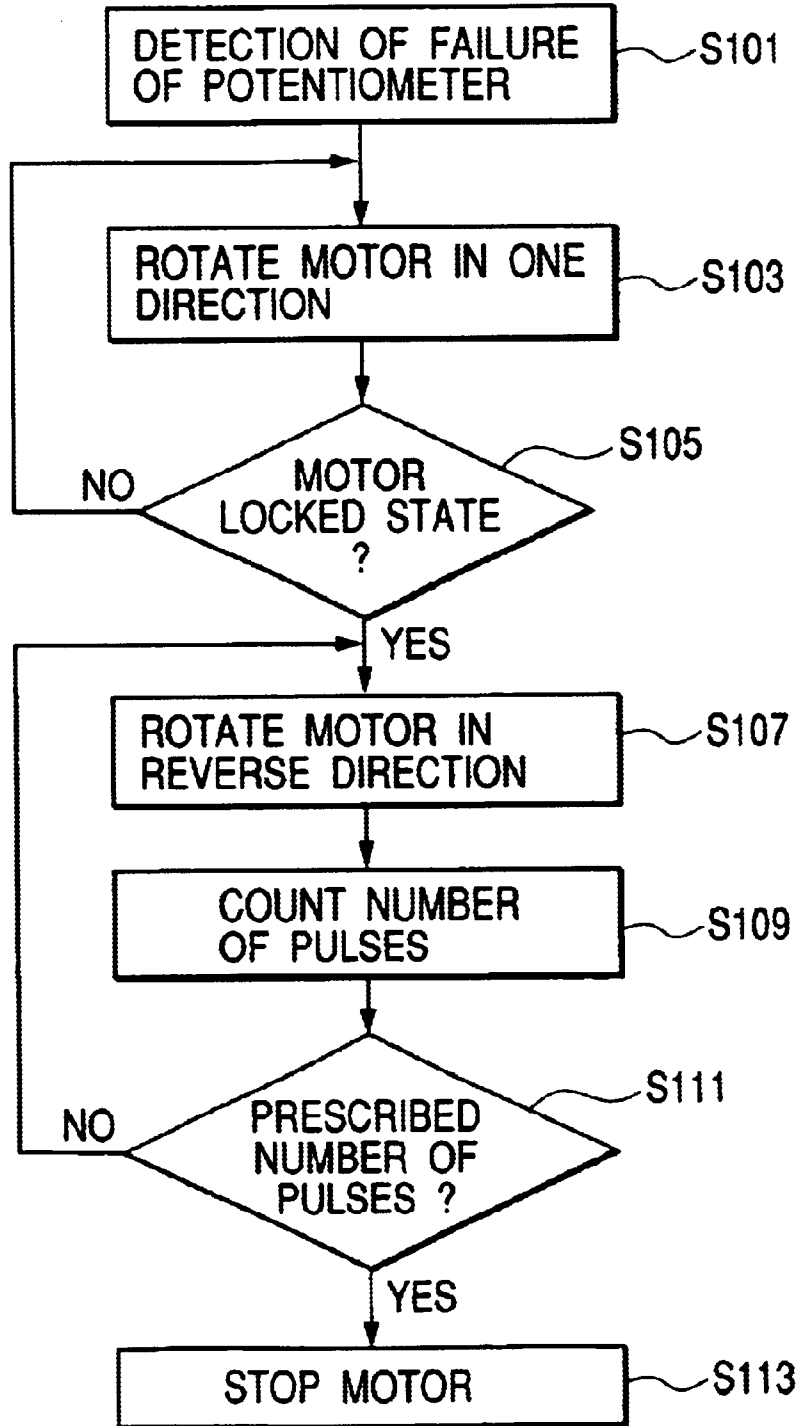 DETECTION OF FAILURE
OF POTENTIOMETER
S101
ROTATE MOTOR IN ONE
DIRECTION
S103
MOTOR
LOCKED STATE
?
S105
NO
YES
ROTATE MOTOR IN
REVERSE DIRECTION
S107
COUNT NUMBER
OF PULSES
S109
PRESCRIBED
NUMBER OF
PULSES ?
S111
NO
YES
STOP MOTOR
S113